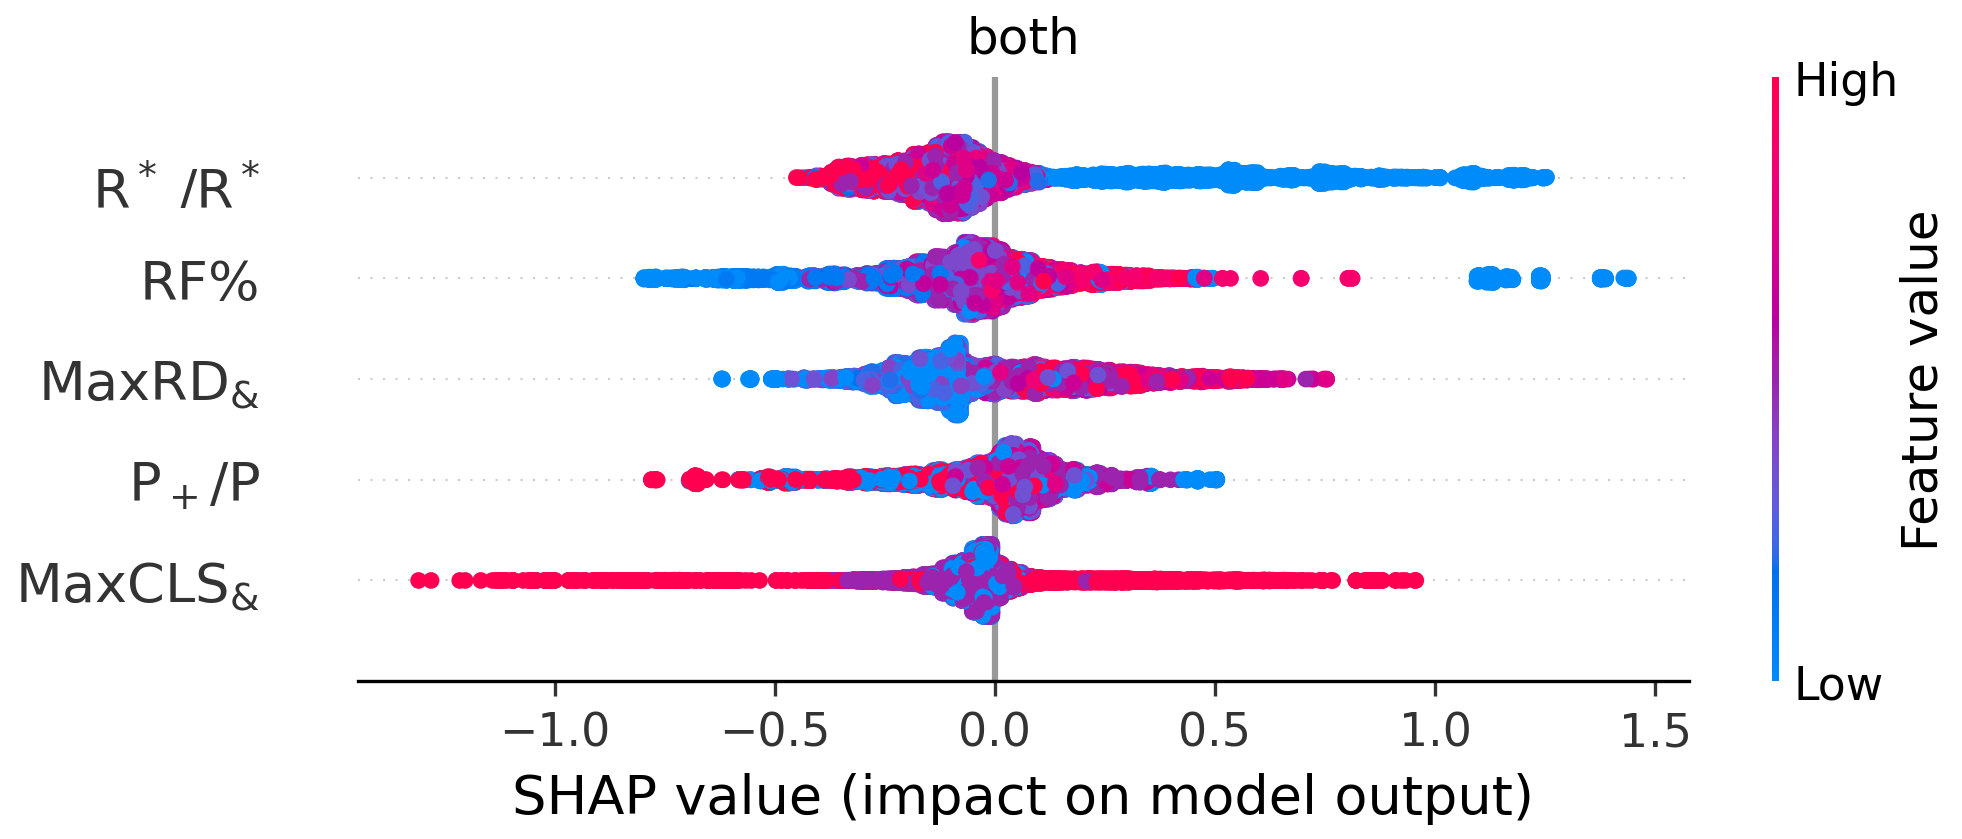 both
High
R* /R*
RF%
MaxRD&
P+/P
MaxCLS&
Feature value
Low
−1.0 −0.5 0.0 0.5 1.0 1.5
SHAP value (impact on model output)